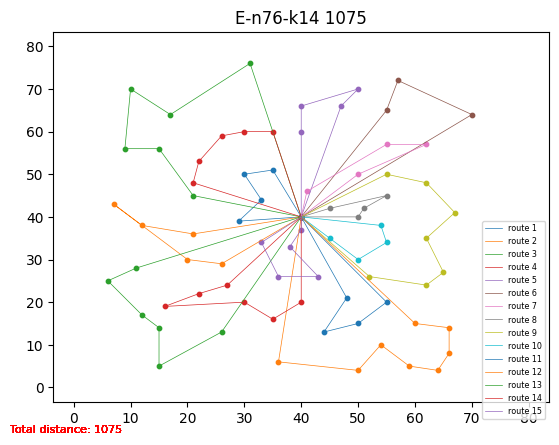 E-n76-k14 1075
80
70
60
50
40
30
20
10
0
0 10 20 30 40 50 60 70 80
route 1
route 2
route 3
route 4
route 5
route 6
route 7
route 8
route 9
route 10
route 11
route 12
route 13
route 14
route 15
Total distance: 1075